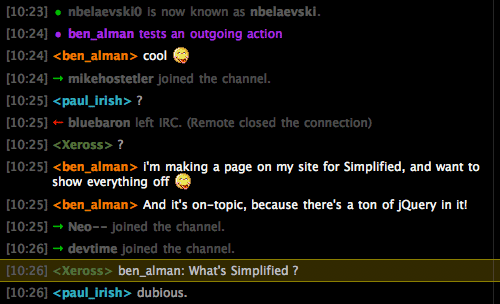 [10:23] • nbelaevski0 is now known as nbelaevski.
[10:24] • ben_alman tests an outgoing action
[10:24] <ben_alman> cool
[10:24] → mikehostetler joined the channel.
[10:25] <paul_irish> ?
[10:25] ← bluebaron left IRC. (Remote closed the connection)
[10:25] <Xeross> ?
[10:25] <ben_alman> i'm making a page on my site for Simplified, and want to
show everything off
[10:25] <ben_alman> And it's on-topic, because there's a ton of jQuery in it!
[10:25] → Neo-- joined the channel.
[10:26] → devtime joined the channel.
[10:26] <Xeross> ben_alman: What's Simplified ?
[10:26] <paul_irish> dubious.